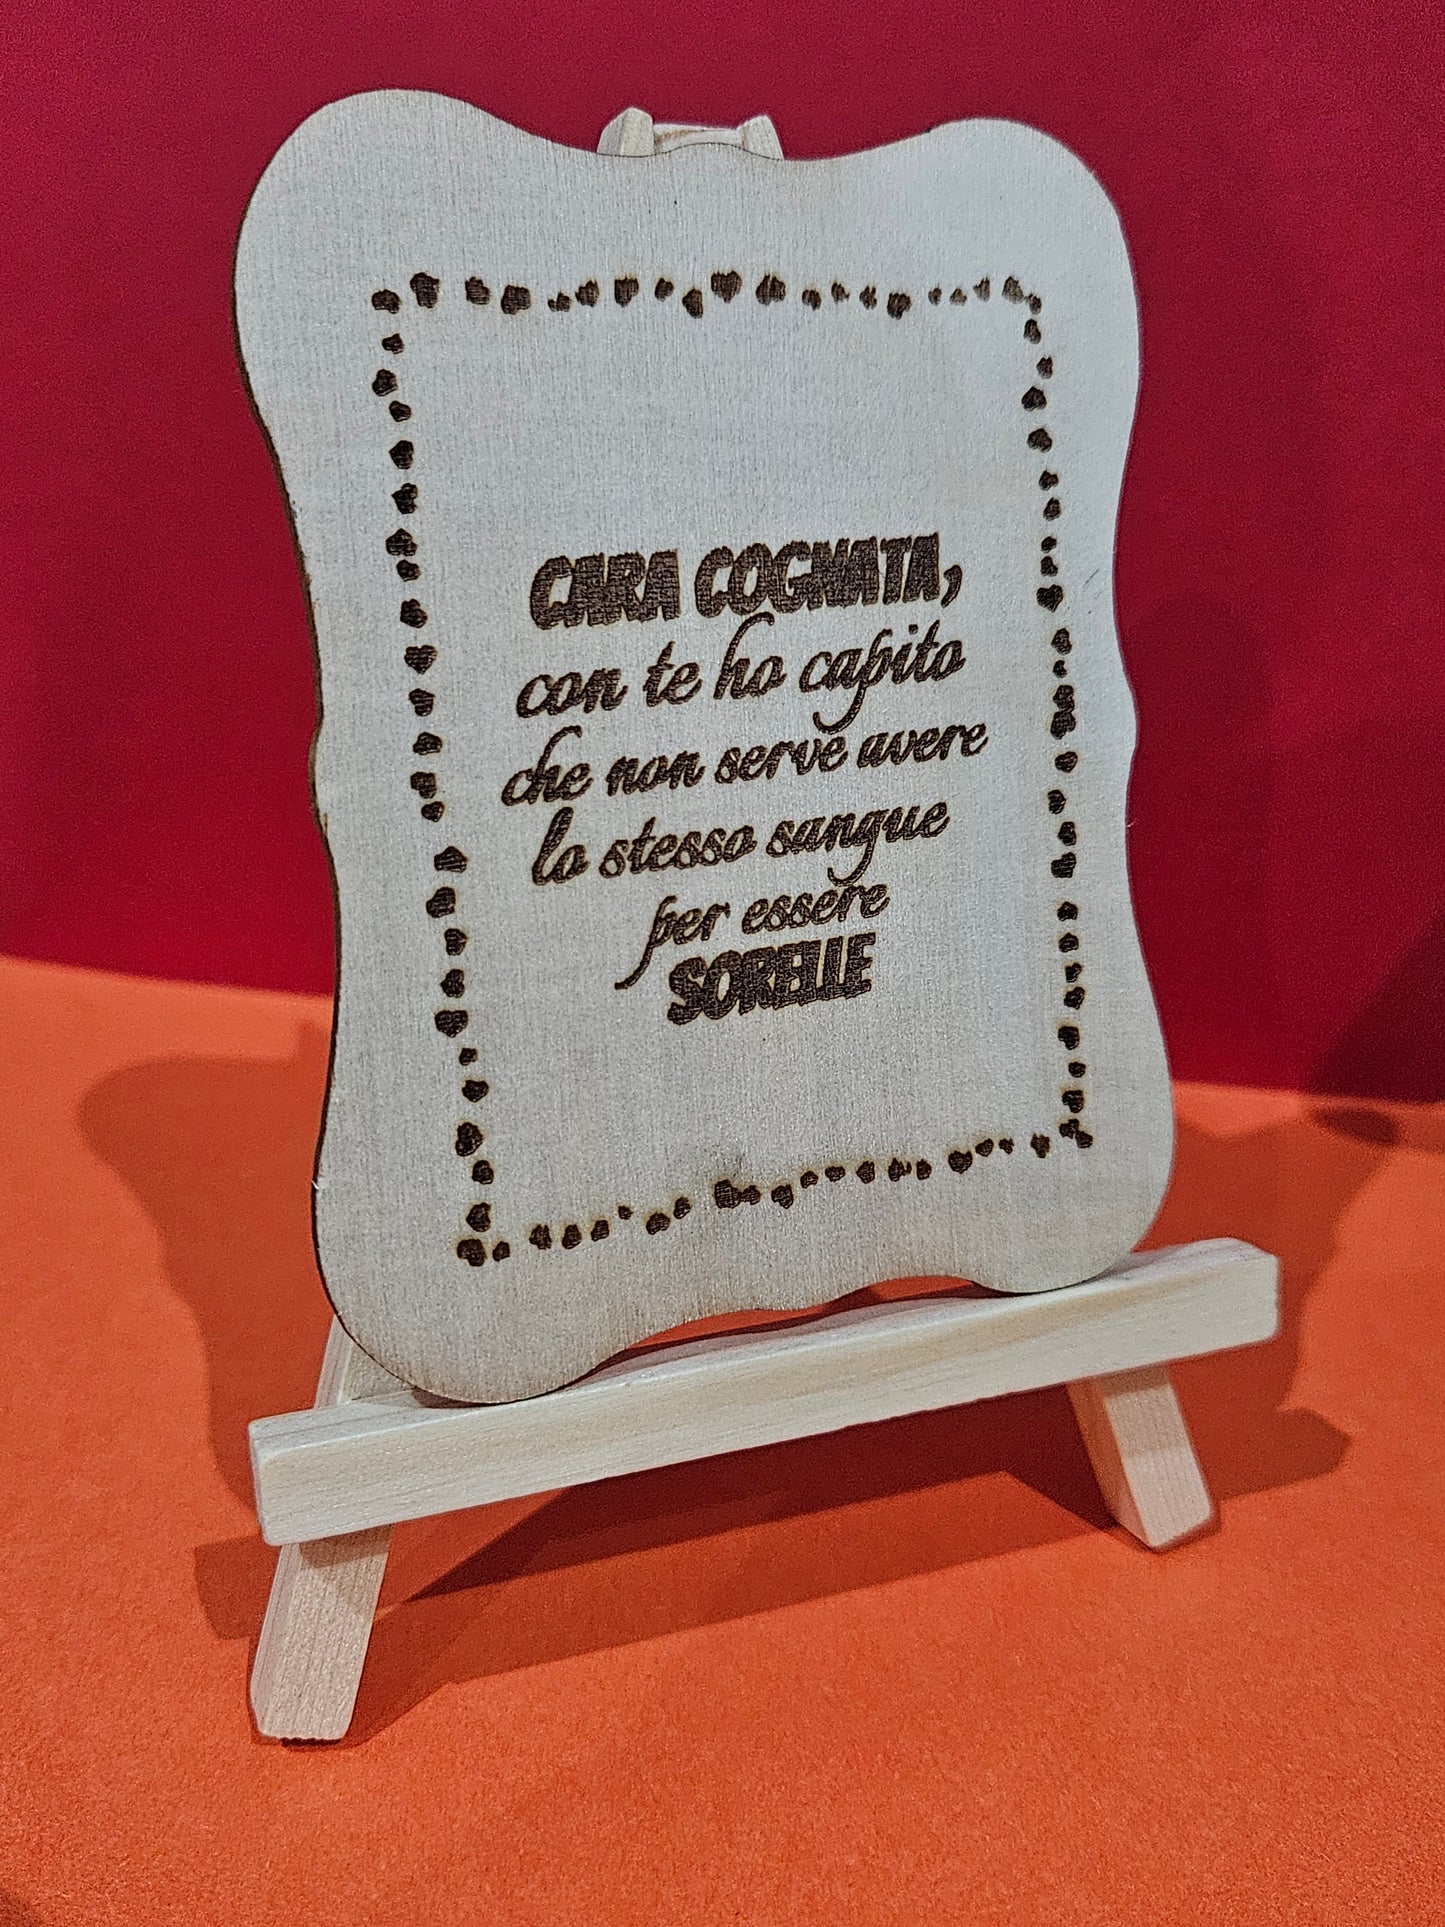 CARA COGNATA,
con te ho capito
che non serve avere
lo stesso sangue
per essere
SORELLE